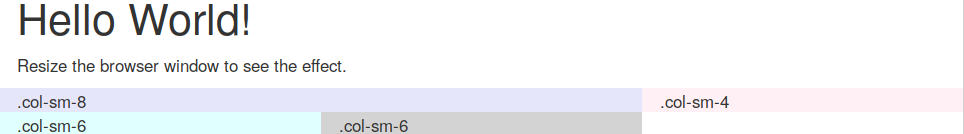 Hello World!
Resize the browser window to see the effect.
.col-sm-8 .col-sm-4
.col-sm-6 .col-sm-6